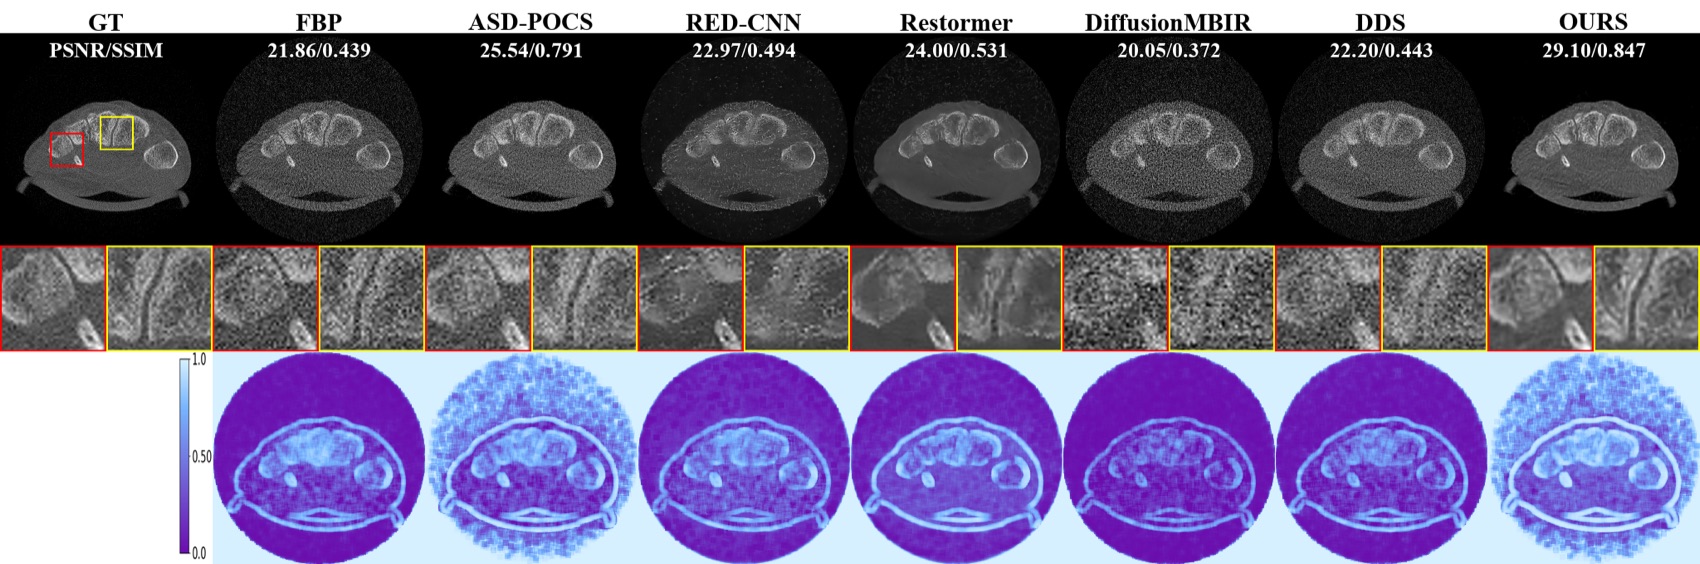 GT FBP ASD-POCS RED-CNN Restormer DiffusionMBIR DDS OURS
PSNR/SSIM 21.86/0.439 25.54/0.791 22.97/0.494 24.00/0.531 20.05/0.372 22.20/0.443 29.10/0.847
1.0
0.50
0.0